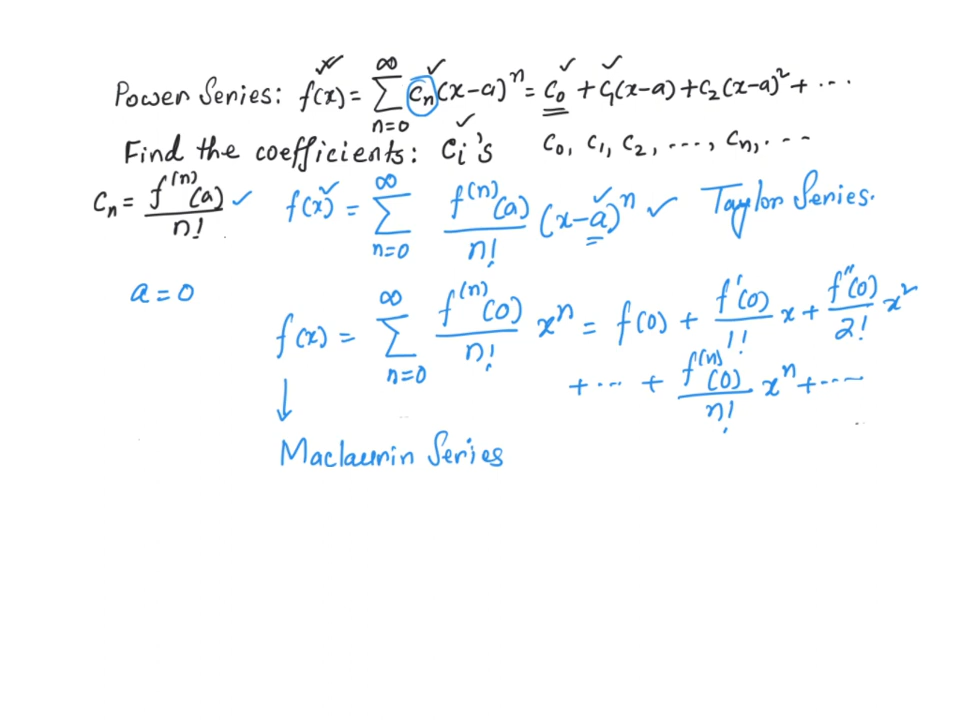 Power Series: f(x) = ∑_{n=0}^{∞} c_n (x-a)^n = c_0 + c_1(x-a) + c_2(x-a)^2 + ...
Find the coefficients: c_i's    c_0, c_1, c_2, ..., c_n, ...
c_n = f^{(n)}(a) / n! ✓ f(x) = ∑_{n=0}^{∞} f^{(n)}(a) / n! (x-a)^n ✓ Taylor Series.
a = 0
f(x) = ∑_{n=0}^{∞} f^{(n)}(0) / n! x^n = f(0) + f'(0) / 1! x + f''(0) / 2! x^2
+ ... + f^{(n)}(0) / n! x^n + ...
↓
Maclaurin Series